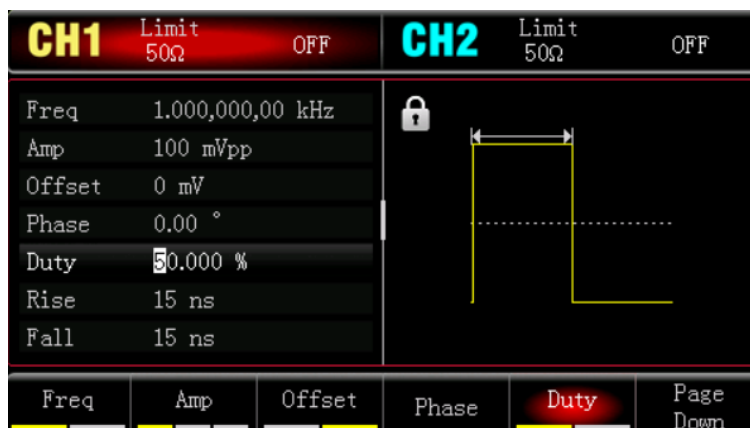 CH1 Limit 50Ω OFF
CH2 Limit 50Ω OFF
Freq 1.000,000,00 kHz
Amp 100 mVpp
Offset 0 mV
Phase 0.00 °
Duty 50.000 %
Rise 15 ns
Fall 15 ns
Freq Amp Offset Phase Duty Page Down